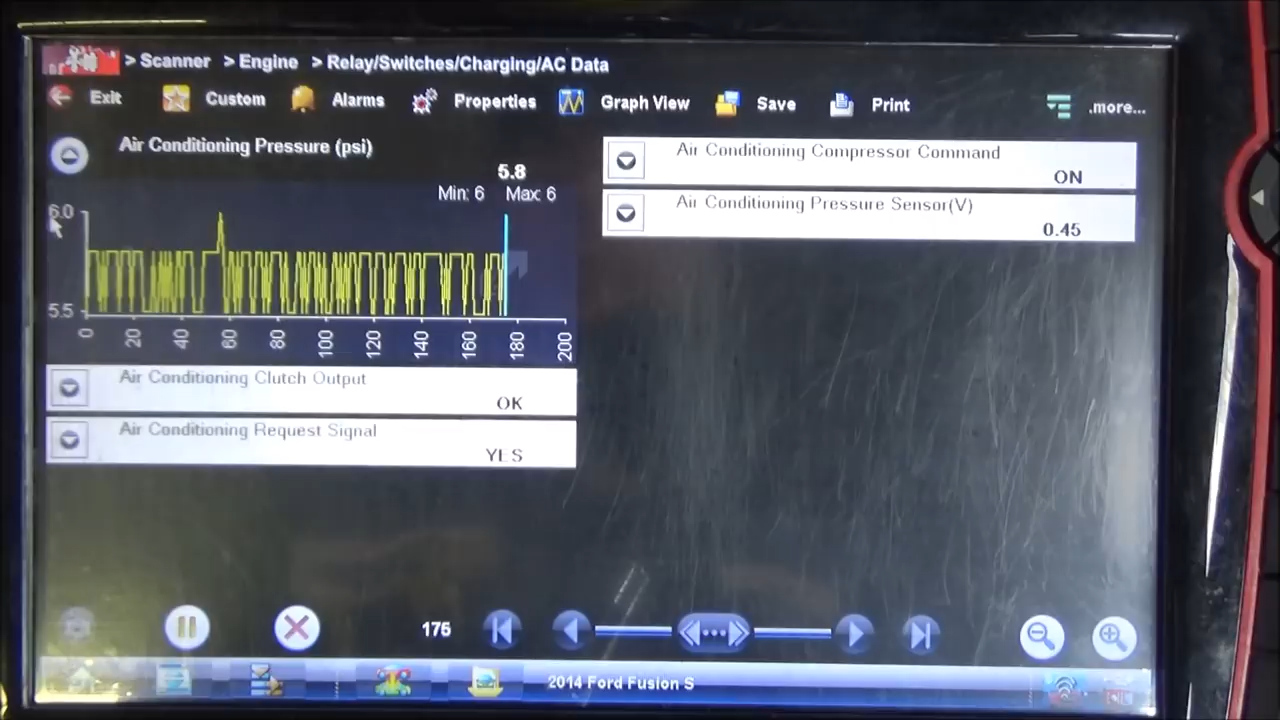 > Scanner > Engine > Relay/Switches/Charging/AC Data
Exit Custom Alarms Properties Graph View Save Print .more...
Air Conditioning Pressure (psi)
5.8
Min: 6 Max: 6
6.0
5.5
0 20 40 60 80 100 120 140 160 180 200
Air Conditioning Clutch Output
OK
Air Conditioning Request Signal
YES
Air Conditioning Compressor Command
ON
Air Conditioning Pressure Sensor(V)
0.45
175
2014 Ford Fusion S